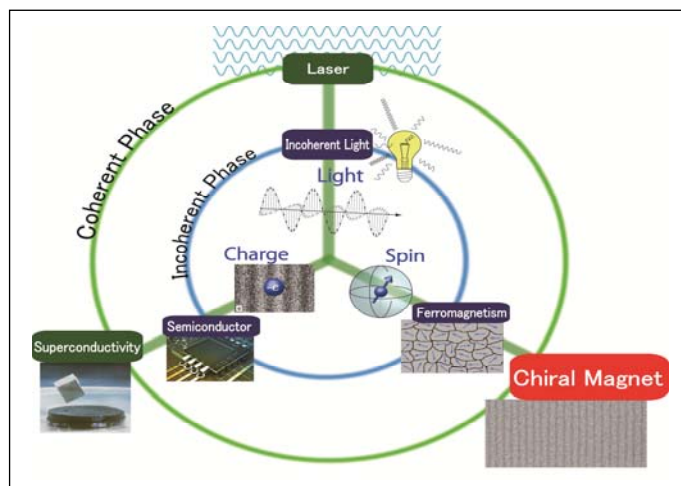 Laser
Coherent Phase
Incoherent Light
Incoherent Phase
Light
Charge
Spin
Semiconductor
Ferromagnetism
Superconductivity
Chiral Magnet